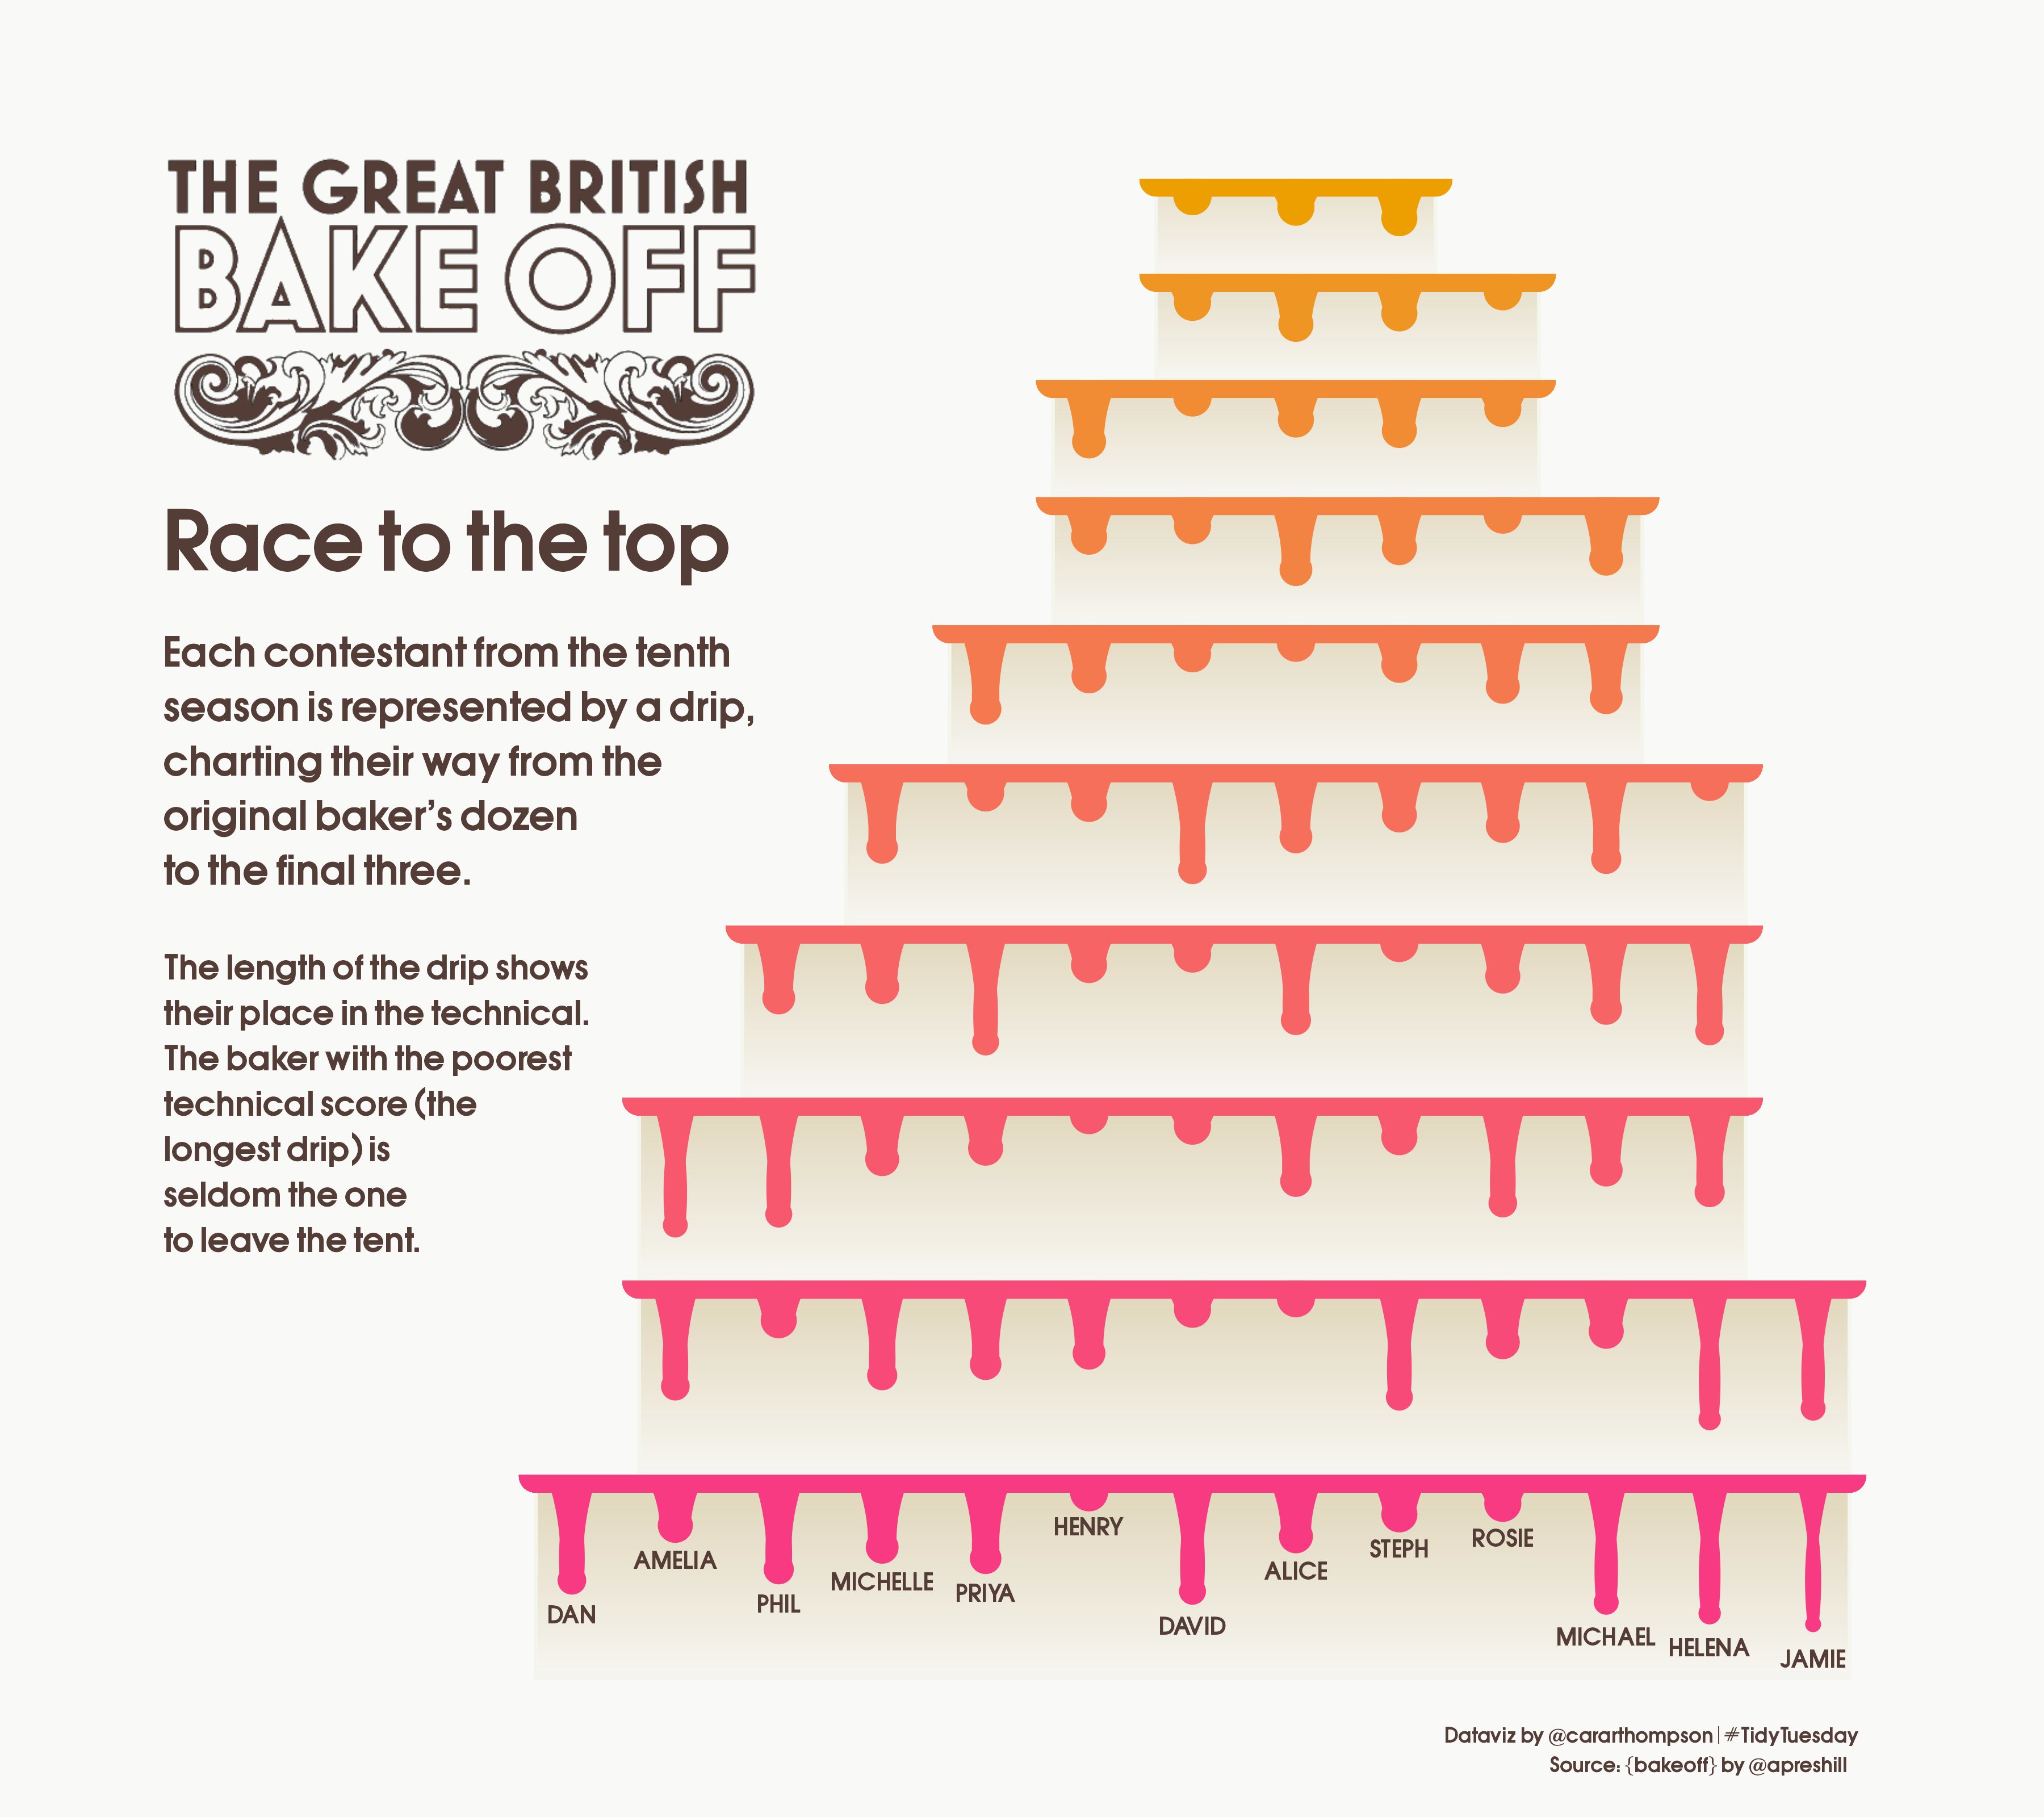 THE GREAT BRITISH
BAKE OFF
Race to the top
Each contestant from the tenth
season is represented by a drip,
charting their way from the
original baker's dozen
to the final three.
The length of the drip shows
their place in the technical.
The baker with the poorest
technical score (the
longest drip) is
seldom the one
to leave the tent.
DAN
AMELIA
PHIL
MICHELLE
PRIYA
HENRY
DAVID
ALICE
STEPH
ROSIE
MICHAEL
HELENA
JAMIE
Dataviz by @cararthompson | #TidyTuesday
Source: {bakeoff} by @apreshill